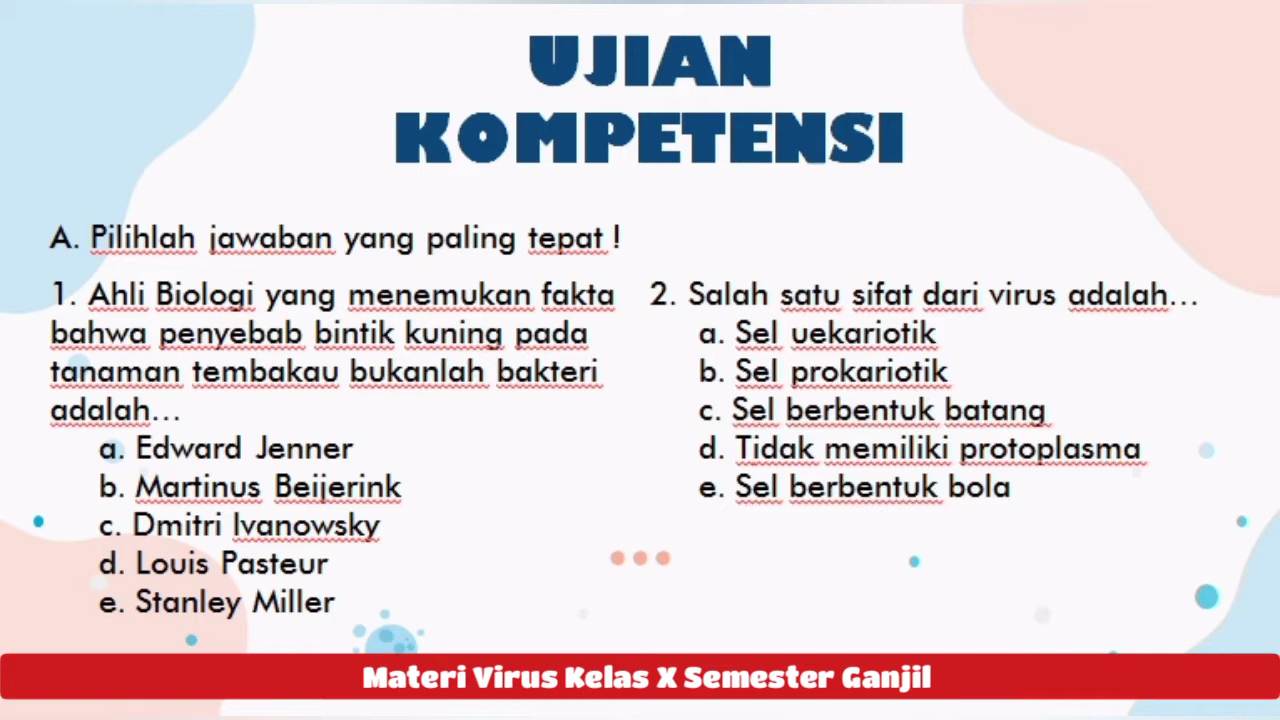 UJIAN
KOMPETENSI
A. Pilihlah jawaban yang paling tepat !
1. Ahli Biologi yang menemukan fakta
bahwa penyebab bintik kuning pada
tanaman tembakau bukanlah bakteri
adalah...
a. Edward Jenner
b. Martinus Beijerink
c. Dmitri Ivanowsky
d. Louis Pasteur
e. Stanley Miller
2. Salah satu sifat dari virus adalah...
a. Sel uekariotik
b. Sel prokariotik
c. Sel berbentuk batang
d. Tidak memiliki protoplasma
e. Sel berbentuk bola
Materi Virus Kelas X Semester Ganjil